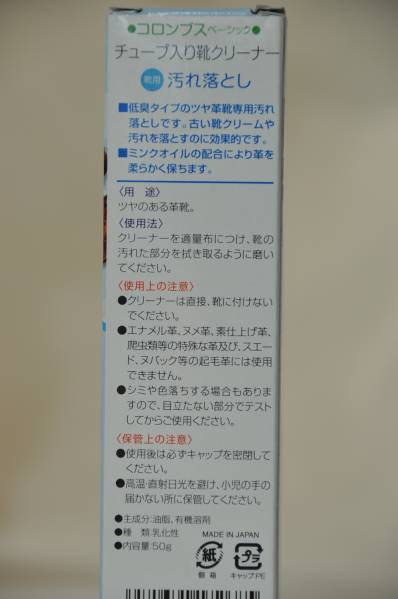 ●コロンブスベーシック●
チューブ入り靴クリーナー
靴用 汚れ落とし
■低臭タイプのツヤ革靴専用汚れ
落としです。古い靴クリームや
汚れを落とすのに効果的です。
■ミンクオイルの配合により革を
柔らかく保ちます。
〈用 途〉
ツヤのある革靴。
〈使用法〉
クリーナーを適量布につけ、靴の
汚れた部分を拭き取るように磨い
てください。
〈使用上の注意〉
●クリーナーは直接、靴に付けない
でください。
●エナメル革、ヌメ革、素仕上げ革、
爬虫類等の特殊な革及び、スエー
ド、ヌバック等の起毛革には使用
できません。
●シミや色落ちする場合もありま
すので、目立たない部分でテスト
してからご使用ください。
〈保管上の注意〉
●使用後は必ずキャップを密閉して
ください。
●高温・直射日光を避け、小児の手の
届かない所に保管してください。
●主成分:油脂、有機溶剤
●種 類:乳化性
●内容量:50g
MADE IN JAPAN
紙 プラ
個 箱 キャップ:PE